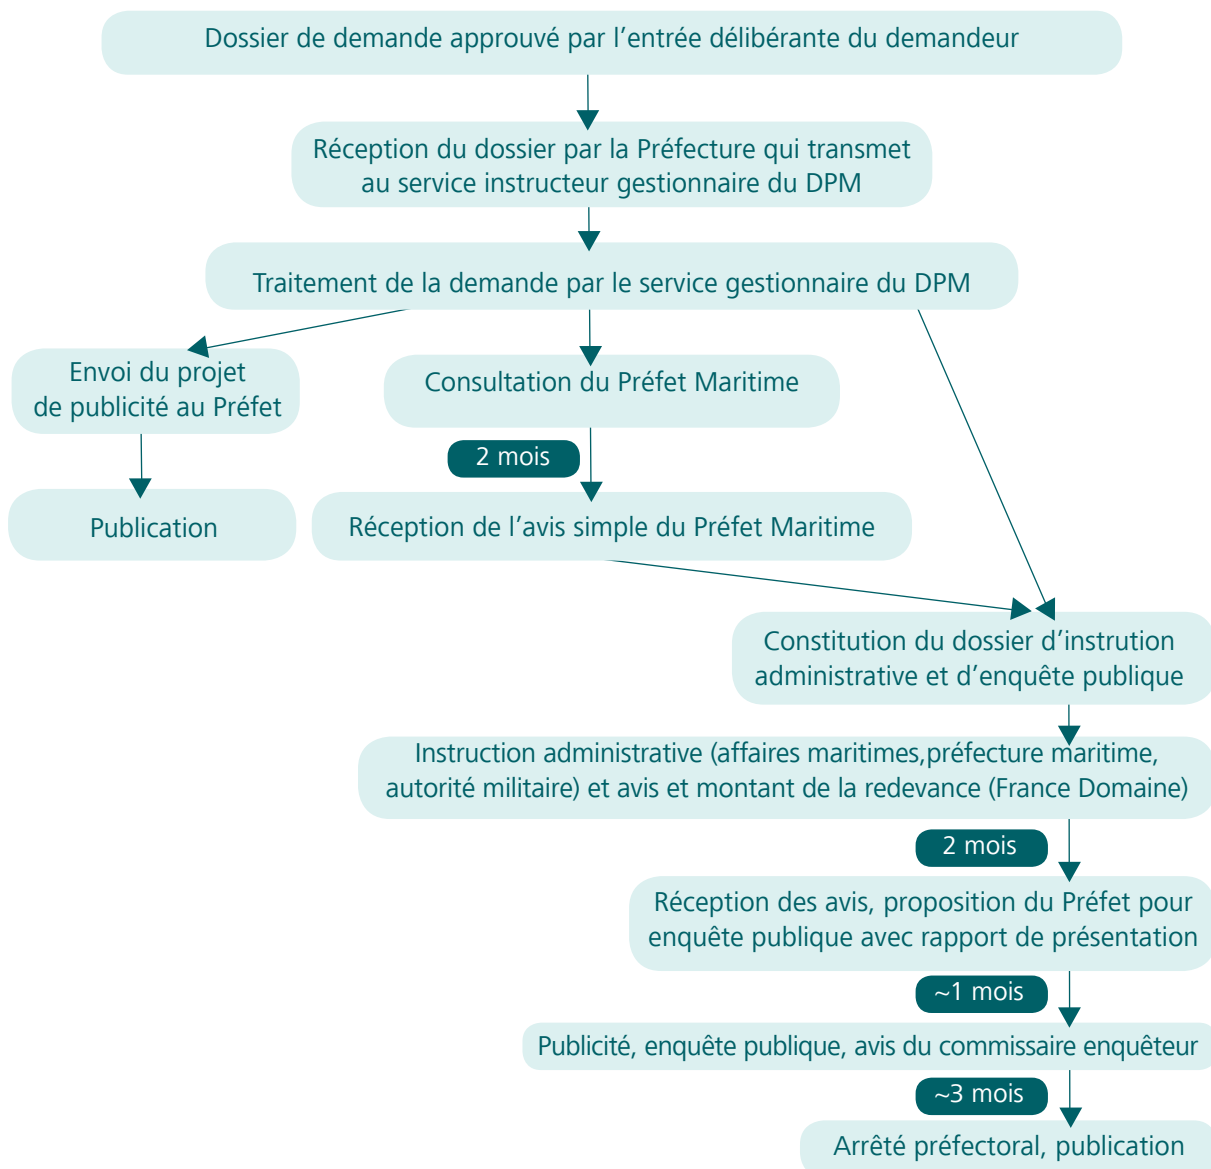 Dossier de demande approuvé par l’entrée délibérante du demandeur
Réception du dossier par la Préfecture qui transmet
au service instructeur gestionnaire du DPM
Traitement de la demande par le service gestionnaire du DPM
Envoi du projet
de publicité au Préfet
Consultation du Préfet Maritime
2 mois
Publication
Réception de l’avis simple du Préfet Maritime
Constitution du dossier d’instrution
administrative et d’enquête publique
Instruction administrative (affaires maritimes,préfecture maritime,
autorité militaire) et avis et montant de la redevance (France Domaine)
2 mois
Réception des avis, proposition du Préfet pour
enquête publique avec rapport de présentation
~1 mois
Publicité, enquête publique, avis du commissaire enquêteur
~3 mois
Arrêté préfectoral, publication